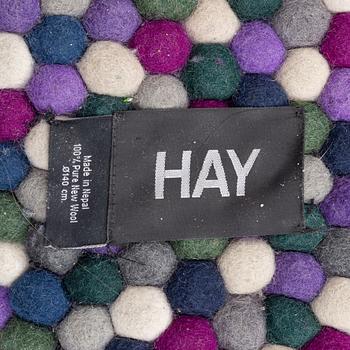 Made in Nepal
100% Pure New Wool
Ø140 cm.
HAY